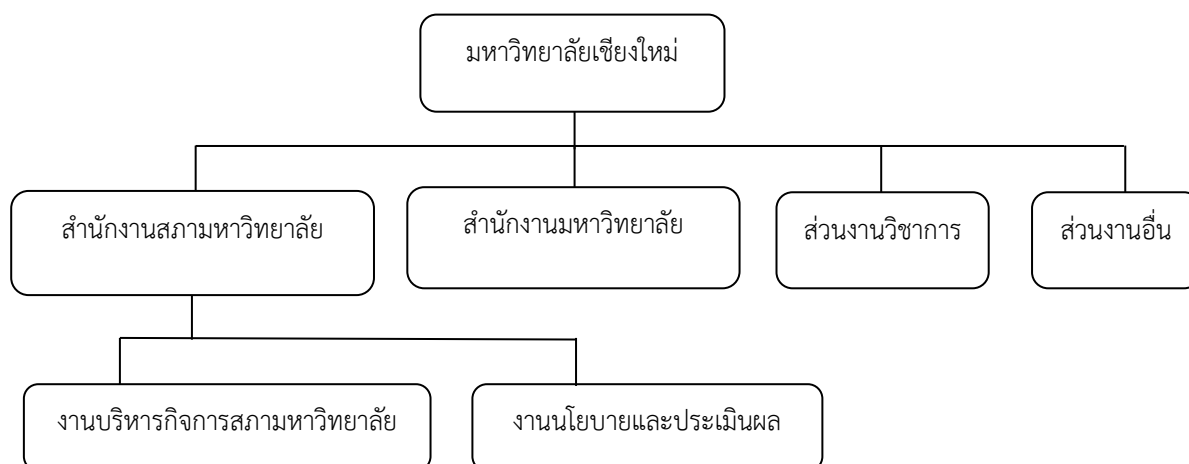 มหาวิทยาลัยเชียงใหม่
สำนักงานสภามหาวิทยาลัย
สำนักงานมหาวิทยาลัย
ส่วนงานวิชาการ
ส่วนงานอื่น
งานบริหารกิจการสภามหาวิทยาลัย
งานนโยบายและประเมินผล